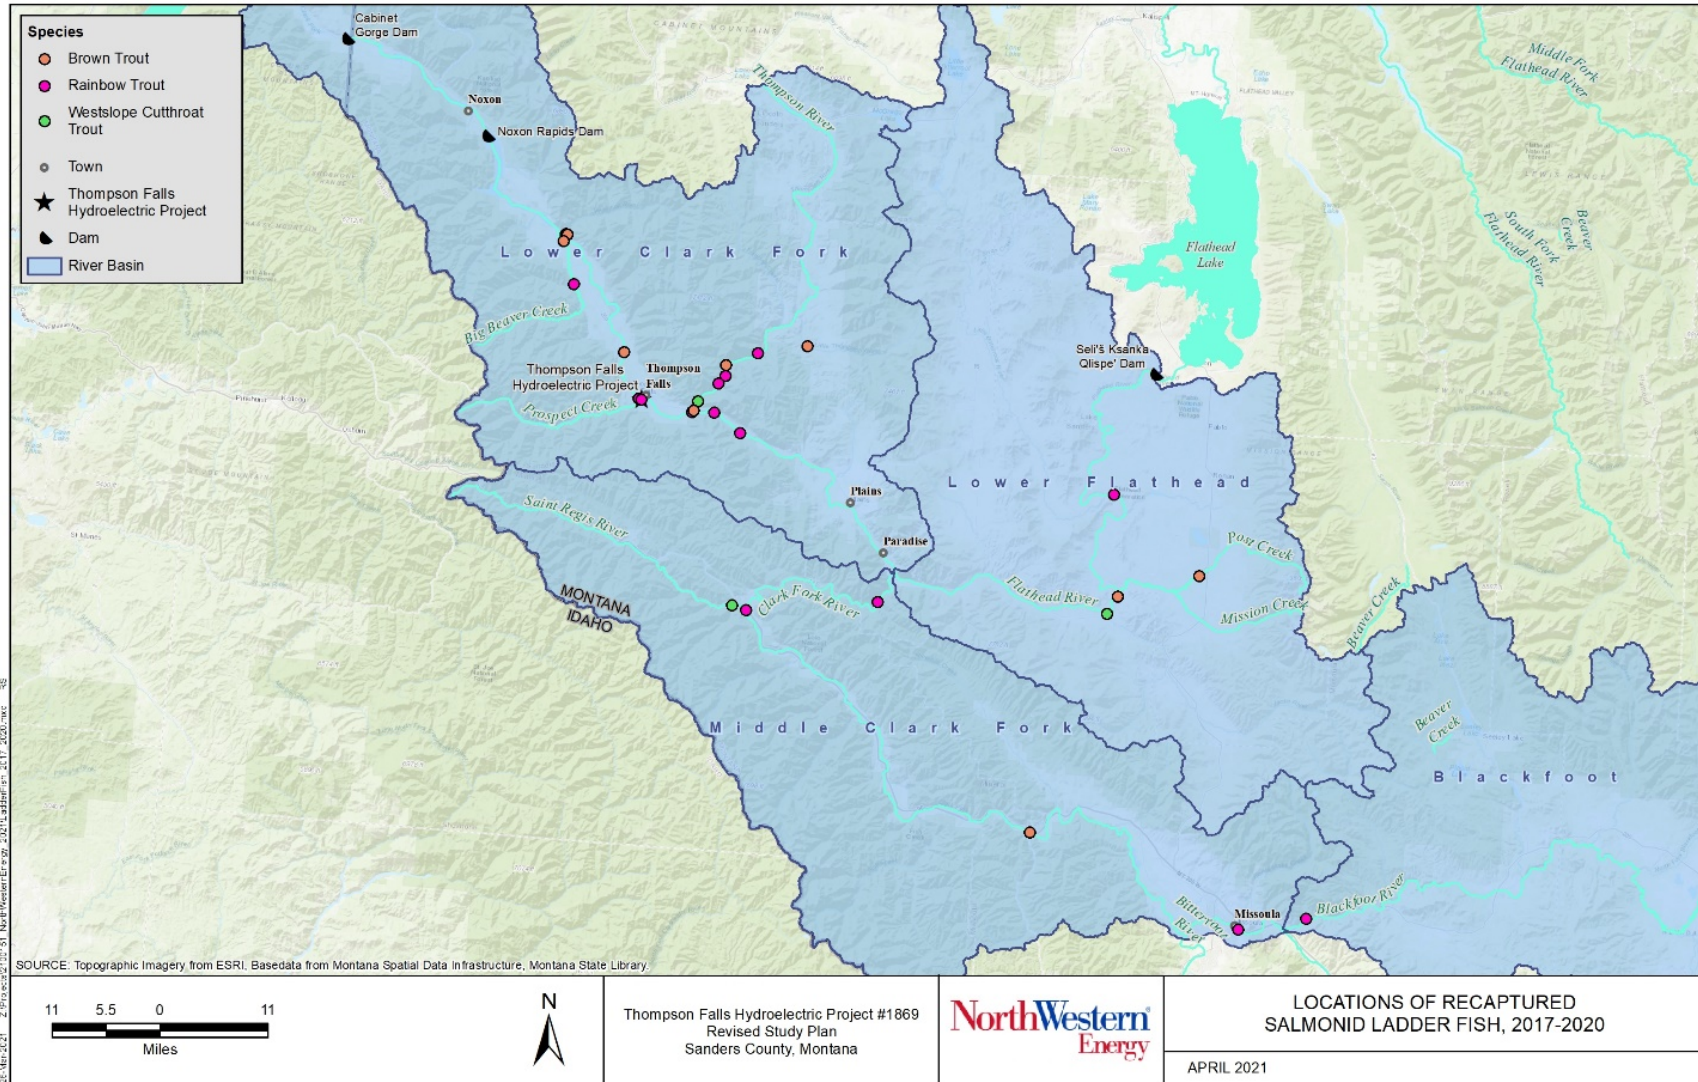 Species
Brown Trout
Rainbow Trout
Westslope Cutthroat
Trout
Town
Thompson Falls
Hydroelectric Project
Dam
River Basin
Cabinet
Gorge Dam
Noxon
Noxon Rapids Dam
Thompson River
Lower Clark Fork
Big Beaver Creek
Thompson Falls
Hydroelectric Project
Thompson
Falls
Prospect Creek
Plains
Paradise
Saint Regis River
Clark Fork River
MONTANA
IDAHO
Middle Clark Fork
Middle Fork
Flathead River
South Fork
Flathead River
Beaver
Creek
Flathead
Lake
Seli'š Ksanka
Qlispe' Dam
Lower Flathead
Flathead River
Post Creek
Mission Creek
Beaver Creek
Beaver
Creek
Blackfoot
Blackfoot River
Bitterroot
River
Missoula
SOURCE: Topographic Imagery from ESRI, Basedata from Montana Spatial Data Infrastructure, Montana State Library.
11 5.5 0 11
Miles
N
Thompson Falls Hydroelectric Project #1869
Revised Study Plan
Sanders County, Montana
NorthWestern
Energy
LOCATIONS OF RECAPTURED
SALMONID LADDER FISH, 2017-2020
APRIL 2021